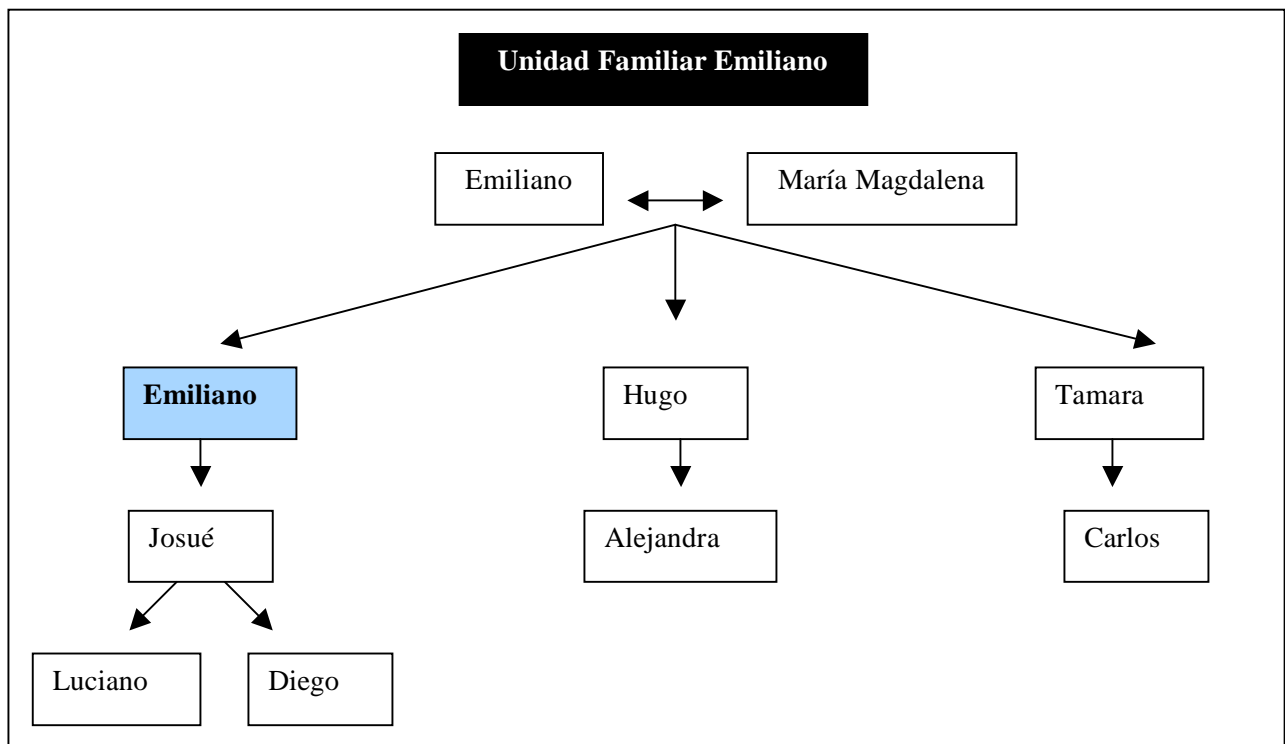 Unidad Familiar Emiliano
Emiliano
María Magdalena
Emiliano
Hugo
Tamara
Josué
Alejandra
Carlos
Luciano
Diego